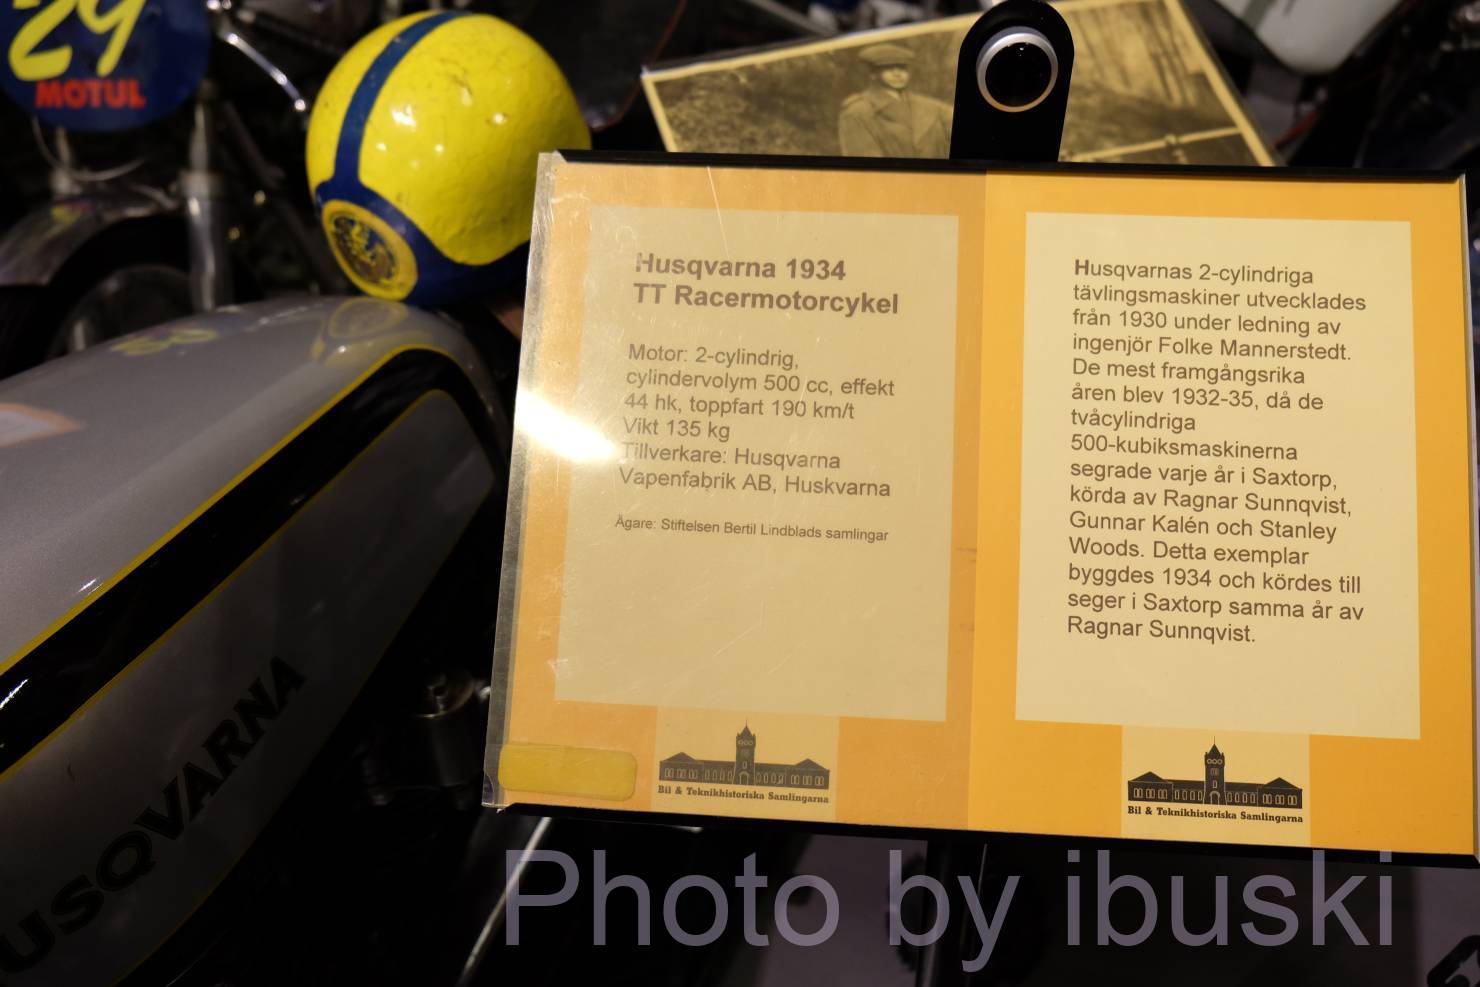 29
MOTUL
Husqvarna 1934
TT Racermotorcykel
Motor: 2-cylindrig,
cylindervolym 500 cc, effekt
44 hk, toppfart 190 km/t
Vikt 135 kg
Tillverkare: Husqvarna
Vapenfabrik AB, Huskvarna
Ägare: Stiftelsen Bertil Lindblads samlingar
Bil & Teknikhistoriska Samlingarna
Husqvarnas 2-cylindriga
tävlingsmaskiner utvecklades
från 1930 under ledning av
ingenjör Folke Mannerstedt.
De mest framgångsrika
åren blev 1932-35, då de
tvåcylindriga
500-kubiksmaskinerna
segrade varje år i Saxtorp,
körda av Ragnar Sunnqvist,
Gunnar Kalén och Stanley
Woods. Detta exemplar
byggdes 1934 och kördes till
seger i Saxtorp samma år av
Ragnar Sunnqvist.
Bil & Teknikhistoriska Samlingarna
USQVARNA
Photo by ibuski